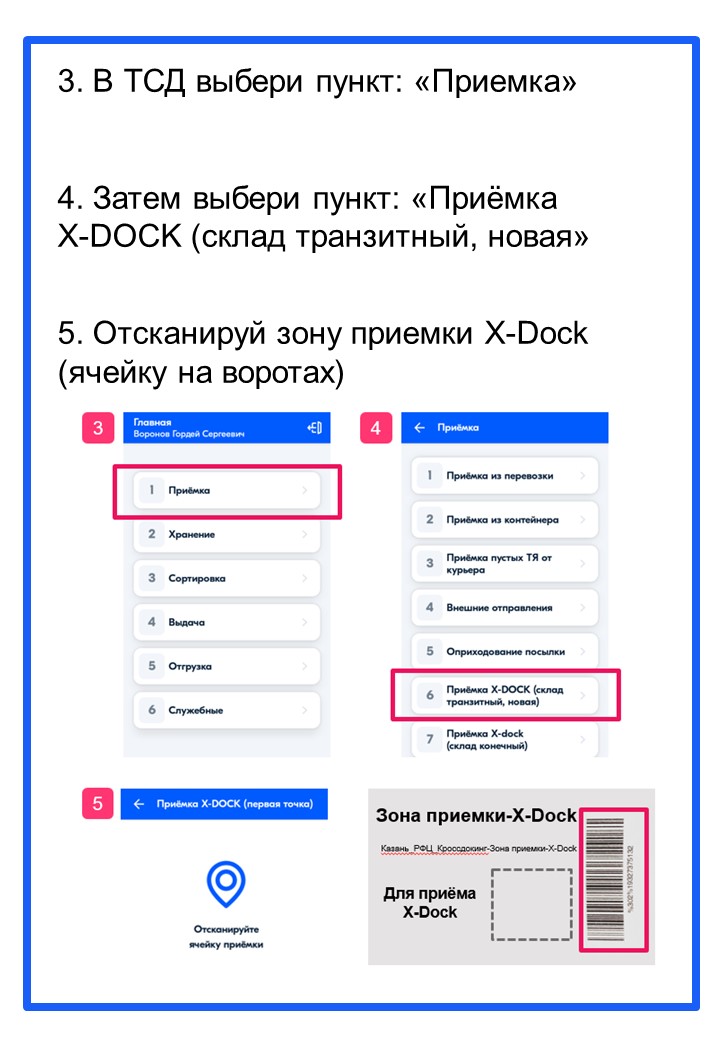 3. В ТСД выбери пункт: «Приемка»
4. Затем выбери пункт: «Приёмка
X-DOCK (склад транзитный, новая»
5. Отсканируй зону приемки X-Dock
(ячейку на воротах)
3
Главная
Воронов Гордей Сергеевич
1 Приёмка
2 Хранение
3 Сортировка
4 Выдача
5 Отгрузка
6 Служебные
4
Приёмка
1 Приёмка из перевозки
2 Приёмка из контейнера
3 Приёмка пустых ТЯ от
курьера
4 Внешние отправления
5 Оприходование посылки
6 Приёмка X-DOCK (склад
транзитный, новая)
7 Приёмка X-dock
(склад конечный)
5
Приёмка X-DOCK (первая точка)
Отсканируйте
ячейку приёмки
Зона приемки-X-Dock
Казань_РФЦ_Кроссдокинг-Зона приемки-X-Dock
Для приёма
X-Dock
%302%19327375132